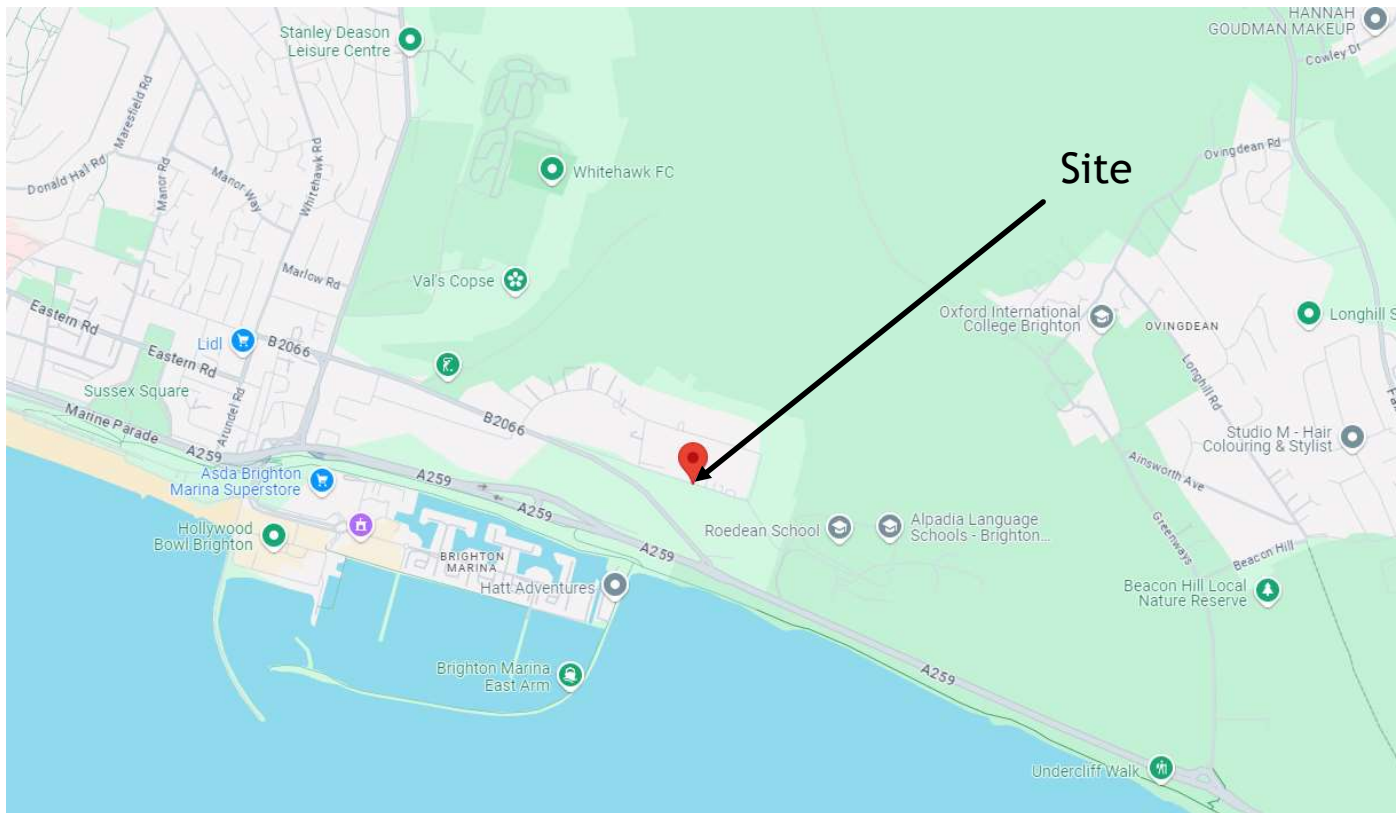 HANNAH
GOUDMAN MAKEUP
Stanley Deason
Leisure Centre
Cowley Dr
Maresfield Rd
Donald Hall Rd
Manor Rd
Manor Way
Whitehawk Rd
Whitehawk FC
Site
Ovingdean Rd
Marlow Rd
Val's Copse
Eastern Rd
Oxford International
College Brighton
OVINGDEAN
Longhill S
Lidl
B2066
Eastern Rd
Longhill Rd
Sussex Square
Arundel Rd
Marine Parade
A259
B2066
Studio M - Hair
Colouring & Stylist
Ainsworth Ave
Asda Brighton
Marina Superstore
A259
A259
Hollywood
Bowl Brighton
Roedean School
Alpadia Language
Schools - Brighton...
Greenways
BRIGHTON
MARINA
A259
Beacon Hill
Hatt Adventures
Beacon Hill Local
Nature Reserve
Brighton Marina
East Arm
A259
Undercliff Walk